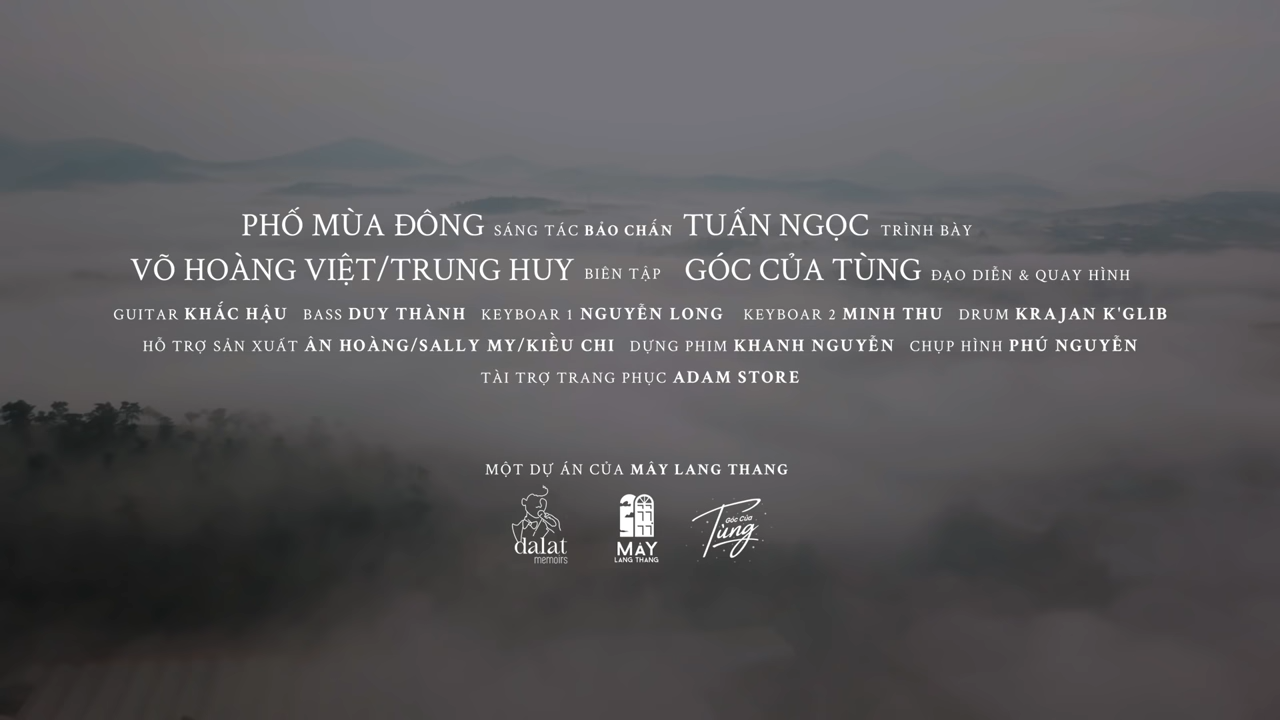 PHỐ MÙA ĐÔNG SÁNG TÁC BẢO CHẤN TUẤN NGỌC TRÌNH BÀY
VÕ HOÀNG VIỆT/TRUNG HUY BIÊN TẬP GÓC CỦA TÙNG ĐẠO DIỄN & QUAY HÌNH
GUITAR KHẮC HẬU BASS DUY THÀNH KEYBOAR 1 NGUYỄN LONG KEYBOAR 2 MINH THU DRUM KRAJAN K'GLIB
HỖ TRỢ SẢN XUẤT ÂN HOÀNG/SALLY MY/KIỀU CHI DỰNG PHIM KHANH NGUYỄN CHỤP HÌNH PHÚ NGUYỄN
TÀI TRỢ TRANG PHỤC ADAM STORE
MỘT DỰ ÁN CỦA MÂY LANG THANG
dalat
memoirs
MÂY
LANG THANG
Góc Của
Tùng